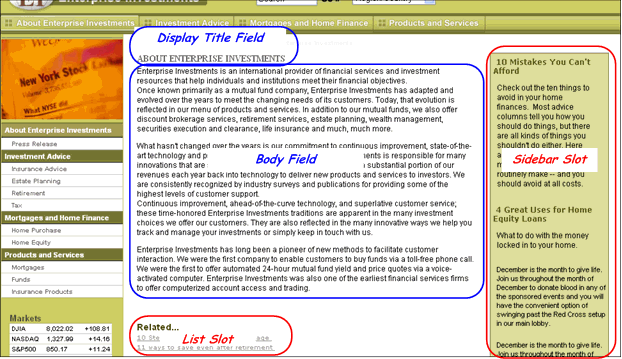 Enterprise Investments
About Enterprise Investments
Investment Advice
Mortgages and Home Finance
Products and Services
New York Stock
What NYSE did
About Enterprise Investments
Press Release
Investment Advice
Insurance Advice
Estate Planning
Retirement
Tax
Mortgages and Home Finance
Home Purchase
Home Equity
Products and Services
Mortgages
Funds
Insurance Products
Markets
DJIA 8,022.02 +108.81
NASDAQ 1,327.99 +14.16
S&P500 850.17 +11.24
Display Title Field
ABOUT ENTERPRISE INVESTMENTS
Enterprise Investments is an international provider of financial services and investment
resources that help individuals and institutions meet their financial objectives.
Once known primarily as a mutual fund company, Enterprise Investments has adapted and
evolved over the years to meet the changing needs of its customers. Today, that evolution is
reflected in our menu of products and services. In addition to our mutual funds, we also offer
discount brokerage services, retirement services, estate planning, wealth management,
securities execution and clearance, life insurance and much, much more.
What hasn't changed over the years is our commitment to continuous improvement, state-of-the-
art technology and p ments is responsible for many
innovations that are substantial portion of our
Body Field
revenues each year back into technology to deliver new products and services to investors. We
are consistently recognized by industry surveys and publications for providing some of the
highest levels of customer support.
Continuous improvement, ahead-of-the-curve technology, and superlative customer service;
these time-honored Enterprise Investments traditions are apparent in the many investment
choices we offer our customers. They are also reflected in the many innovative ways we help you
track and manage your investments or simply keep in touch with us.
Enterprise Investments has long been a pioneer of new methods to facilitate customer
interaction. We were the first company to enable customers to buy funds via a toll-free phone call.
We were the first to offer automated 24-hour mutual fund yield and price quotes via a voice-
activated computer. Enterprise Investments was also one of the earliest financial services firms
to offer computerized account access and trading.
Related...
10 Ste age.
List Slot
11 ways to save even after retirement
10 Mistakes You Can't
Afford
Check out the ten things
to avoid in your home
finances. Most advice
columns tell you how you
should do things, but there
are all kinds of things you
shouldn't do either. Here
Sidebar Slot
routinely make -- and you
should avoid at all costs.
4 Great Uses for Home
Equity Loans
What to do with the money
locked in to your home.
December is the month to give life.
Join us throughout the month of
December to donate blood in any of
the sponsored events and you will
have the convenient option of
swinging past the Red Cross setup
in our main lobby.
December is the month to give life.
Join us throughout the month of